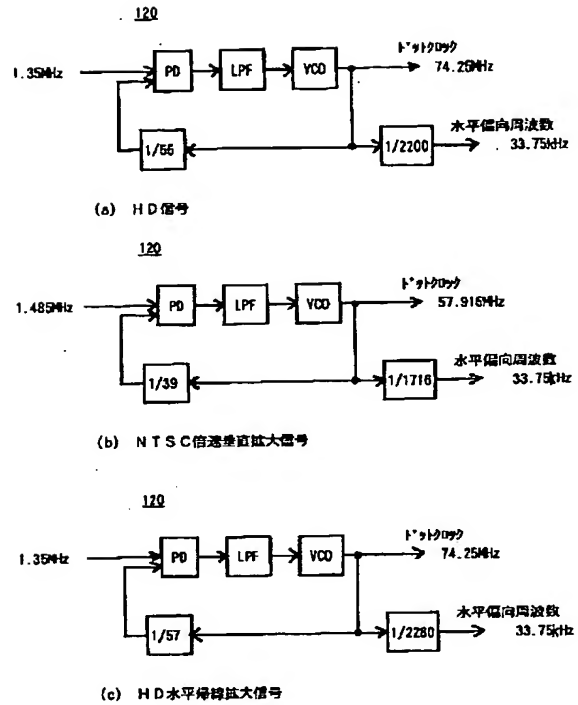 120
1.35MHz
PD
LPF
VCO
ドットクロック
74.25MHz
1/55
1/2200
水平偏向周波数
33.75kHz
(a) HD信号
120
1.485MHz
PD
LPF
VCO
ドットクロック
57.916MHz
1/39
1/1716
水平偏向周波数
33.75kHz
(b) NTSC倍速垂直拡大信号
120
1.35MHz
PD
LPF
VCO
ドットクロック
74.25MHz
1/57
1/2280
水平偏向周波数
33.75kHz
(c) HD水平帰線拡大信号